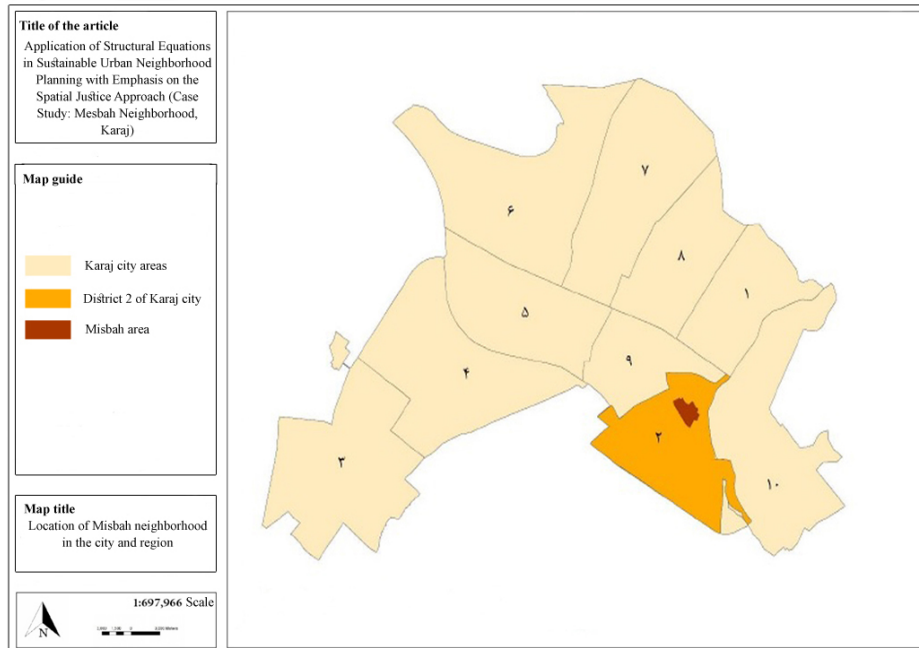 Title of the article
Application of Structural Equations
in Sustainable Urban Neighborhood
Planning with Emphasis on the
Spatial Justice Approach (Case
Study: Mesbah Neighborhood,
Karaj)
Map guide
Karaj city areas
District 2 of Karaj city
Misbah area
Map title
Location of Misbah neighborhood
in the city and region
1:697,966 Scale
N
۷
۶
۸
۱
۵
۹
۴
۲
۳
۱۰